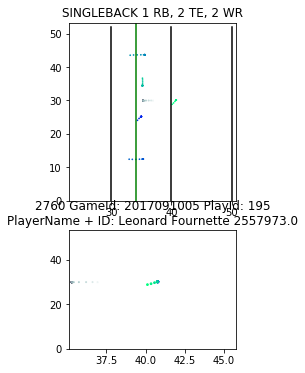 SINGLEBACK 1 RB, 2 TE, 2 WR
50
40
30
20
10
0
30 40 50
2760 GameId: 2017091005 PlayId: 195
PlayerName + ID: Leonard Fournette 2557973.0
40
20
0
37.5 40.0 42.5 45.0